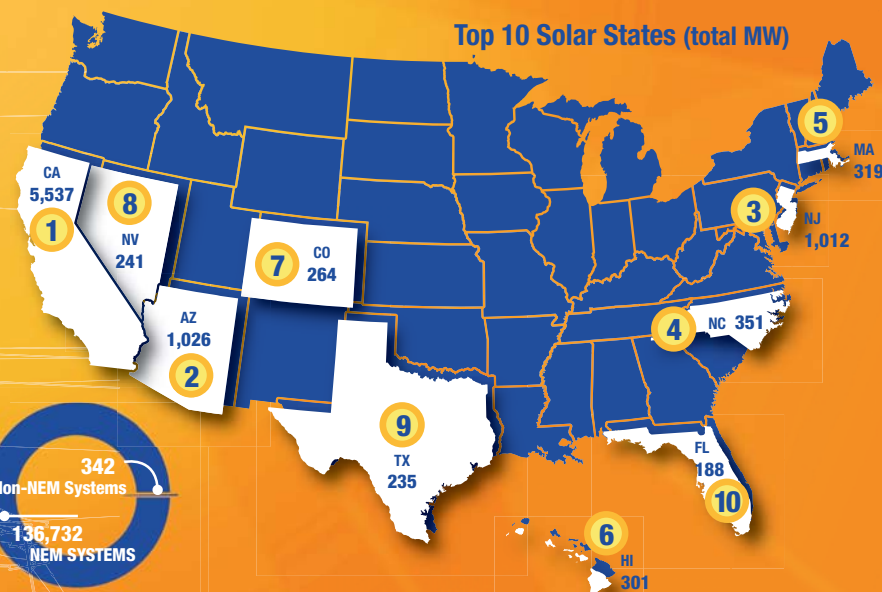 Top 10 Solar States (total MW)
5
MA
319
CA
5,537
1
8
NV
241
3
NJ
1,012
7
CO
264
AZ
1,026
2
4
NC 351
9
TX
235
FL
188
10
342
Non-NEM Systems
136,732
NEM SYSTEMS
6
HI
301